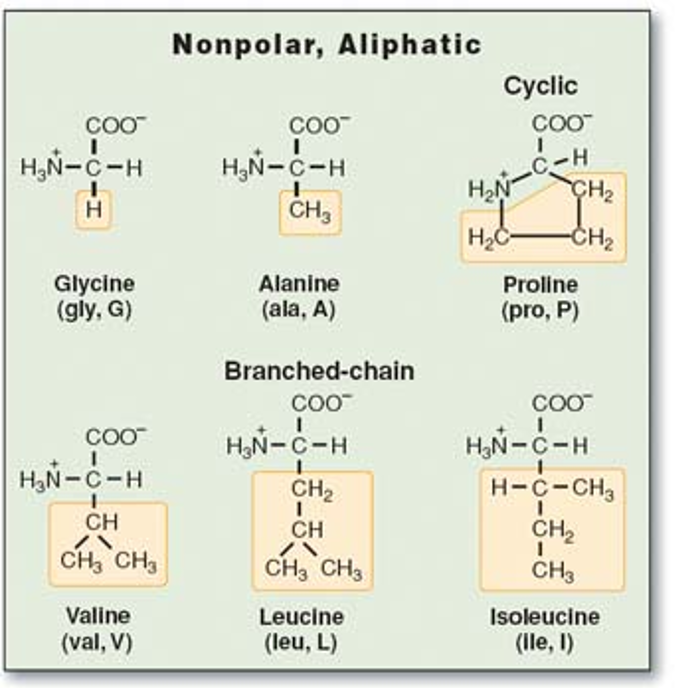 Nonpolar, Aliphatic
Cyclic
COO⁻
H₃N⁺–C–H
H
Glycine
(gly, G)
COO⁻
H₃N⁺–C–H
CH₃
Alanine
(ala, A)
COO⁻
C–H
H₂N⁺
CH₂
H₂C
CH₂
Proline
(pro, P)
Branched-chain
COO⁻
H₃N⁺–C–H
CH
CH₃ CH₃
Valine
(val, V)
COO⁻
H₃N⁺–C–H
CH₂
CH
CH₃ CH₃
Leucine
(leu, L)
COO⁻
H₃N⁺–C–H
H–C–CH₃
CH₂
CH₃
Isoleucine
(ile, I)